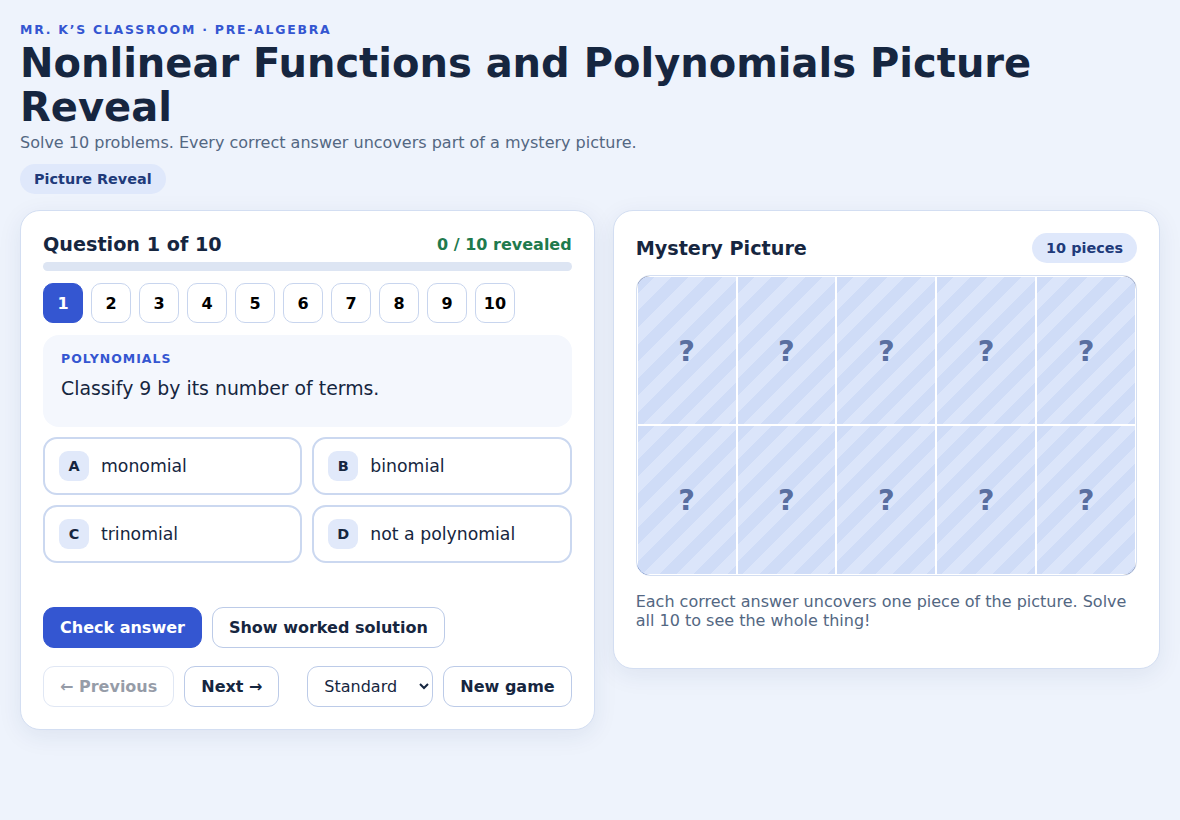 MR. K’S CLASSROOM · PRE-ALGEBRA
Nonlinear Functions and Polynomials Picture
Reveal
Solve 10 problems. Every correct answer uncovers part of a mystery picture.
Picture Reveal
Question 1 of 10
0 / 10 revealed
1 2 3 4 5 6 7 8 9 10
POLYNOMIALS
Classify 9 by its number of terms.
A monomial
B binomial
C trinomial
D not a polynomial
Check answer
Show worked solution
← Previous
Next →
Standard
New game
Mystery Picture
10 pieces
? ? ? ? ?
? ? ? ? ?
Each correct answer uncovers one piece of the picture. Solve
all 10 to see the whole thing!